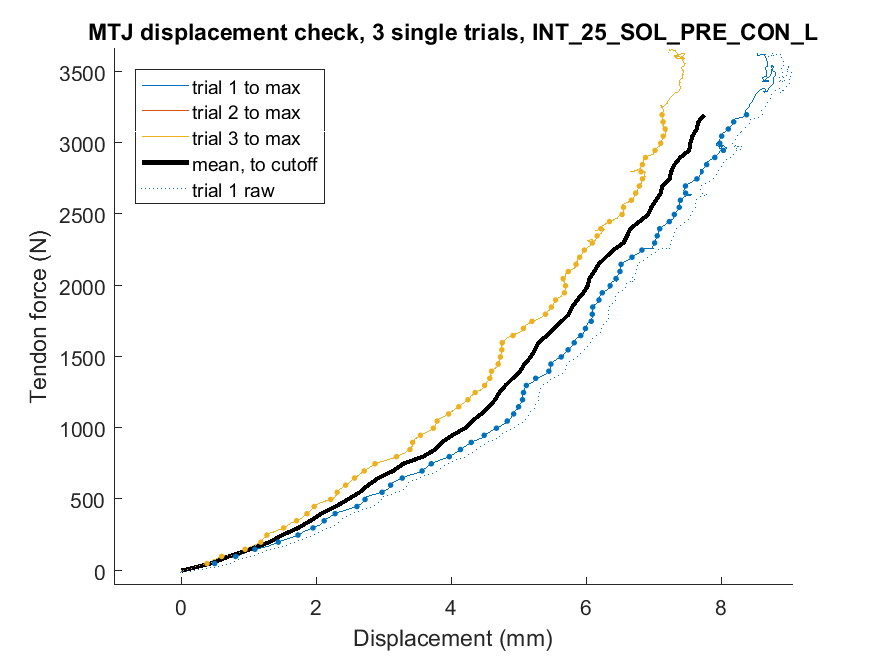 MTJ displacement check, 3 single trials, INT_25_SOL_PRE_CON_L
trial 1 to max
trial 2 to max
trial 3 to max
mean, to cutoff
trial 1 raw
3500
3000
2500
2000
1500
1000
500
0
Tendon force (N)
0 2 4 6 8
Displacement (mm)